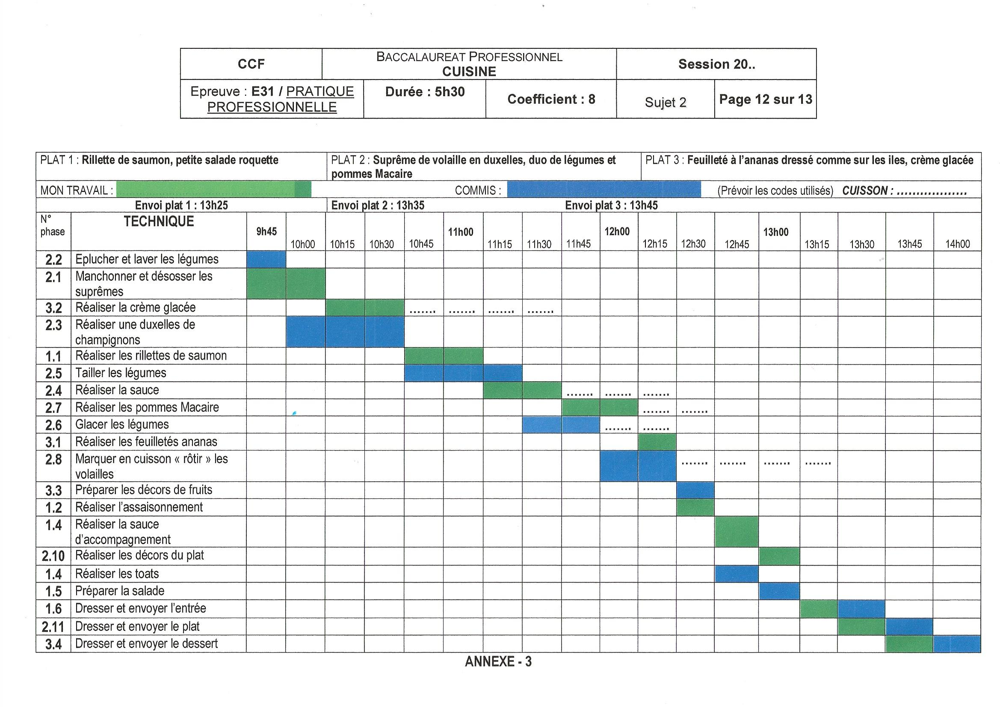 CCF
BACCALAUREAT PROFESSIONNEL
CUISINE
Session 20..
Epreuve : E31 / PRATIQUE
PROFESSIONNELLE
Durée : 5h30
Coefficient : 8
Sujet 2
Page 12 sur 13
PLAT 1 : Rillette de saumon, petite salade roquette
PLAT 2 : Suprême de volaille en duxelles, duo de légumes et
pommes Macaire
PLAT 3 : Feuilleté à l'ananas dressé comme sur les iles, crème glacée
MON TRAVAIL :
COMMIS :
(Prévoir les codes utilisés) CUISSON : ..................
Envoi plat 1 : 13h25
Envoi plat 2 : 13h35
Envoi plat 3 : 13h45
N°
phase
TECHNIQUE
9h45 10h00 10h15 10h30 10h45 11h00 11h15 11h30 11h45 12h00 12h15 12h30 12h45 13h00 13h15 13h30 13h45 14h00
2.2 Eplucher et laver les légumes
2.1 Manchonner et désosser les
suprêmes
3.2 Réaliser la crème glacée ....... ....... ....... .......
2.3 Réaliser une duxelles de
champignons
1.1 Réaliser les rillettes de saumon
2.5 Tailler les légumes
2.4 Réaliser la sauce ....... ....... .......
2.7 Réaliser les pommes Macaire ....... .......
2.6 Glacer les légumes ....... .......
3.1 Réaliser les feuilletés ananas
2.8 Marquer en cuisson « rôtir » les ....... ....... ....... .......
volailles
3.3 Préparer les décors de fruits
1.2 Réaliser l'assaisonnement
1.4 Réaliser la sauce
d'accompagnement
2.10 Réaliser les décors du plat
1.4 Réaliser les toats
1.5 Préparer la salade
1.6 Dresser et envoyer l'entrée
2.11 Dresser et envoyer le plat
3.4 Dresser et envoyer le dessert
ANNEXE - 3